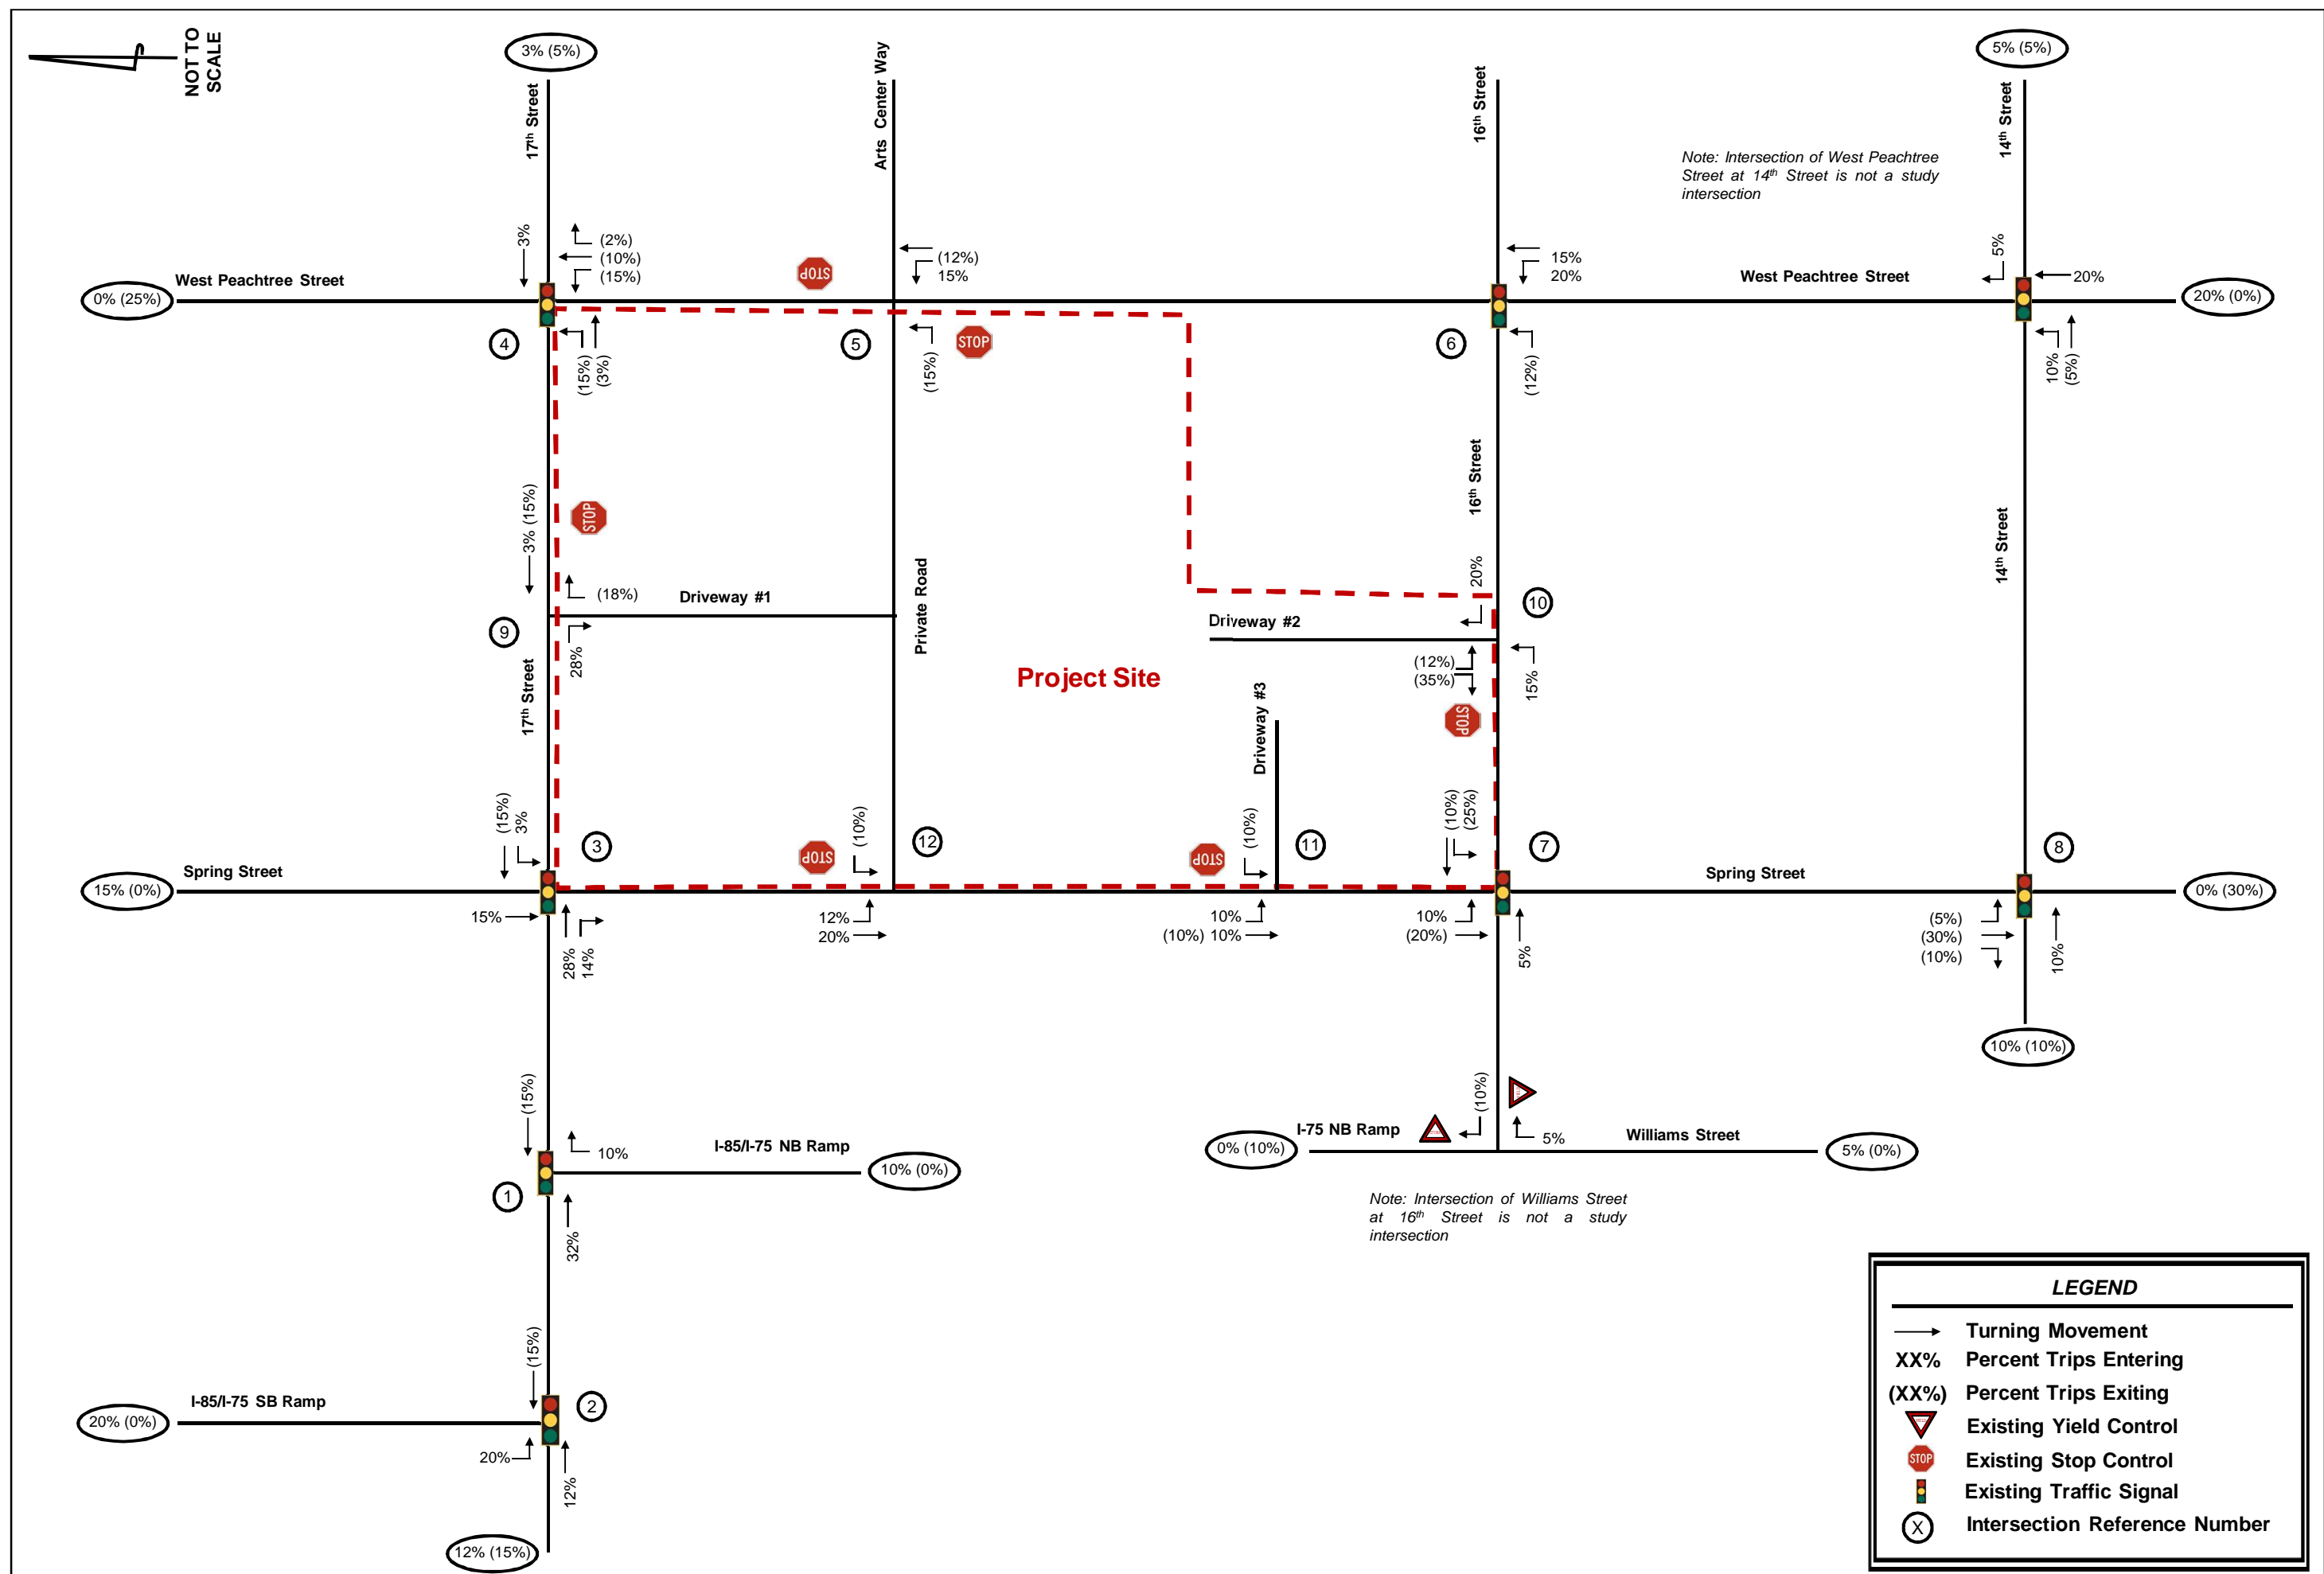 NOT TO
SCALE
3% (5%)
5% (5%)
17th Street
Arts Center Way
16th Street
14th Street
Note: Intersection of West Peachtree
Street at 14th Street is not a study
intersection
3%
(2%)
(10%)
(15%)
(12%)
15%
15%
20%
5%
20%
West Peachtree Street
West Peachtree Street
0% (25%)
20% (0%)
STOP
4
5
STOP
6
(15%)
(3%)
(15%)
(12%)
10%
(5%)
16th Street
14th Street
3% (15%)
STOP
(18%)
Driveway #1
Private Road
20%
10
9
28%
Driveway #2
(12%)
(35%)
15%
Project Site
17th Street
Driveway #3
STOP
(15%)
3%
3
STOP
(10%)
12
STOP
(10%)
11
(10%)
(25%)
7
8
Spring Street
Spring Street
15% (0%)
0% (30%)
15%
28%
14%
12%
20%
10%
(10%) 10%
10%
(20%)
5%
(5%)
(30%)
(10%)
10%
10% (10%)
(15%)
10%
I-85/I-75 NB Ramp
10% (0%)
1
32%
(10%)
I-75 NB Ramp
0% (10%)
5%
Williams Street
5% (0%)
Note: Intersection of Williams Street
at 16th Street is not a study
intersection
(15%)
I-85/I-75 SB Ramp
20% (0%)
2
20%
12%
12% (15%)
LEGEND
Turning Movement
XX% Percent Trips Entering
(XX%) Percent Trips Exiting
Existing Yield Control
STOP Existing Stop Control
Existing Traffic Signal
X Intersection Reference Number